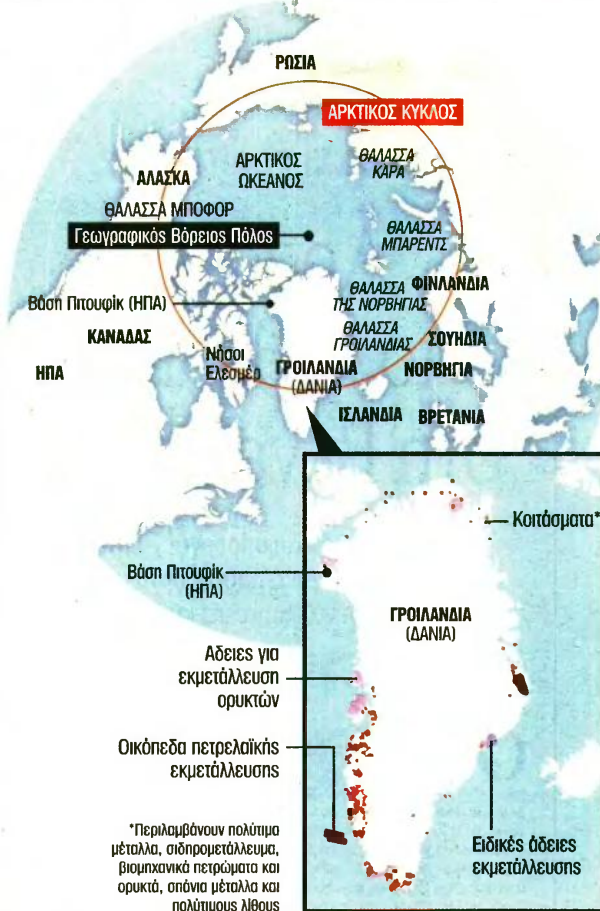 ΡΩΣΙΑ
ΑΡΚΤΙΚΟΣ ΚΥΚΛΟΣ
ΑΡΚΤΙΚΟΣ
ΩΚΕΑΝΟΣ
ΘΑΛΑΣΣΑ
ΚΑΡΑ
ΑΛΑΣΚΑ
ΘΑΛΑΣΣΑ ΜΠΟΦΟΡ
Γεωγραφικός Βόρειος Πόλος
ΘΑΛΑΣΣΑ
ΜΠΑΡΕΝΤΣ
ΘΑΛΑΣΣΑ
ΤΗΣ ΝΟΡΒΗΓΙΑΣ
ΦΙΝΛΑΝΔΙΑ
Βάση Πιτουφίκ (ΗΠΑ)
ΘΑΛΑΣΣΑ
ΓΡΟΙΛΑΝΔΙΑΣ
ΣΟΥΗΔΙΑ
ΚΑΝΑΔΑΣ
Νήσοι
Ελεσμέρ
ΗΠΑ
ΓΡΟΙΛΑΝΔΙΑ
(ΔΑΝΙΑ)
ΝΟΡΒΗΓΙΑ
ΙΣΛΑΝΔΙΑ
ΒΡΕΤΑΝΙΑ
Κοιτάσματα*
Βάση Πιτουφίκ
(ΗΠΑ)
ΓΡΟΙΛΑΝΔΙΑ
(ΔΑΝΙΑ)
Αδειες για
εκμετάλλευση
ορυκτών
Οικόπεδα πετρελαϊκής
εκμετάλλευσης
Ειδικές άδειες
εκμετάλλευσης
*Περιλαμβάνουν πολύτιμα
μέταλλα, σιδηρομετάλλευμα,
βιομηχανικά πετρώματα και
ορυκτά, σπάνια μέταλλα και
πολύτιμους λίθους